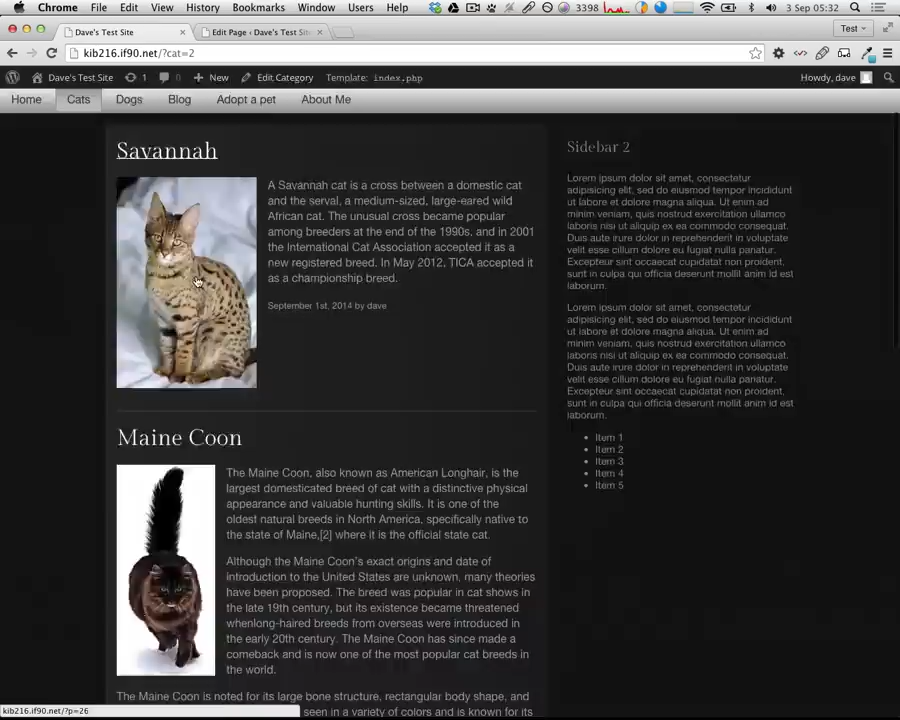 Chrome File Edit View History Bookmarks Window Users Help 3398 3 Sep 05:32
Dave's Test Site Edit Page ‹ Dave's Test Sit
Test
kib216.if90.net/?cat=2
Dave's Test Site 1 0 New Edit Category Template: index.php Howdy, dave
Home Cats Dogs Blog Adopt a pet About Me
Savannah
A Savannah cat is a cross between a domestic cat
and the serval, a medium-sized, large-eared wild
African cat. The unusual cross became popular
among breeders at the end of the 1990s, and in 2001
the International Cat Association accepted it as a
new registered breed. In May 2012, TICA accepted it
as a championship breed.
September 1st, 2014 by dave
Maine Coon
The Maine Coon, also known as American Longhair, is the
largest domesticated breed of cat with a distinctive physical
appearance and valuable hunting skills. It is one of the
oldest natural breeds in North America, specifically native to
the state of Maine,[2] where it is the official state cat.
Although the Maine Coon's exact origins and date of
introduction to the United States are unknown, many theories
have been proposed. The breed was popular in cat shows in
the late 19th century, but its existence became threatened
whenlong-haired breeds from overseas were introduced in
the early 20th century. The Maine Coon has since made a
comeback and is now one of the most popular cat breeds in
the world.
The Maine Coon is noted for its large bone structure, rectangular body shape, and
seen in a variety of colors and is known for its
Sidebar 2
Lorem ipsum dolor sit amet, consectetur
adipisicing elit, sed do eiusmod tempor incididunt
ut labore et dolore magna aliqua. Ut enim ad
minim veniam, quis nostrud exercitation ullamco
laboris nisi ut aliquip ex ea commodo consequat.
Duis aute irure dolor in reprehenderit in voluptate
velit esse cillum dolore eu fugiat nulla pariatur.
Excepteur sint occaecat cupidatat non proident,
sunt in culpa qui officia deserunt mollit anim id est
laborum.
Lorem ipsum dolor sit amet, consectetur
adipisicing elit, sed do eiusmod tempor incididunt
ut labore et dolore magna aliqua. Ut enim ad
minim veniam, quis nostrud exercitation ullamco
laboris nisi ut aliquip ex ea commodo consequat.
Duis aute irure dolor in reprehenderit in voluptate
velit esse cillum dolore eu fugiat nulla pariatur.
Excepteur sint occaecat cupidatat non proident,
sunt in culpa qui officia deserunt mollit anim id est
laborum.
Item 1
Item 2
Item 3
Item 4
Item 5
kib216.if90.net/?p=26